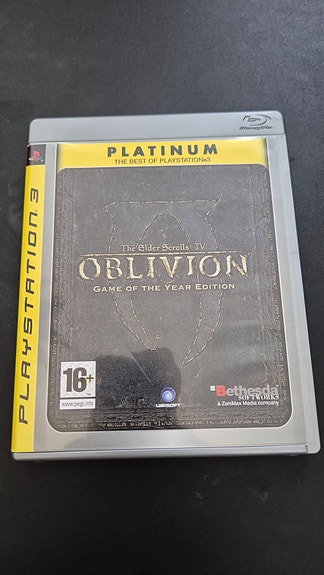 Blu-ray Disc
PLATINUM
THE BEST OF PLAYSTATION®3
PLAYSTATION 3
The Elder Scrolls IV
OBLIVION
GAME OF THE YEAR EDITION
16+
www.pegi.info
UBISOFT
Bethesda
SOFTWORKS
a ZeniMax Media company